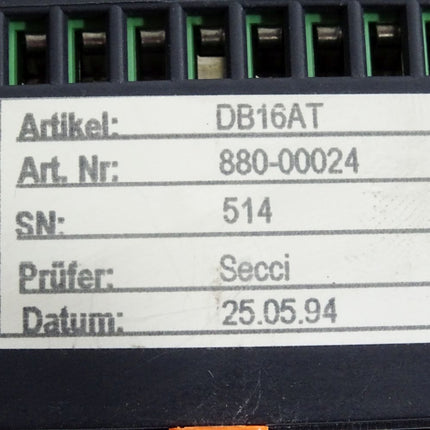 Artikel: DB16AT
Art. Nr: 880-00024
SN: 514
Prüfer: Secci
Datum: 25.05.94